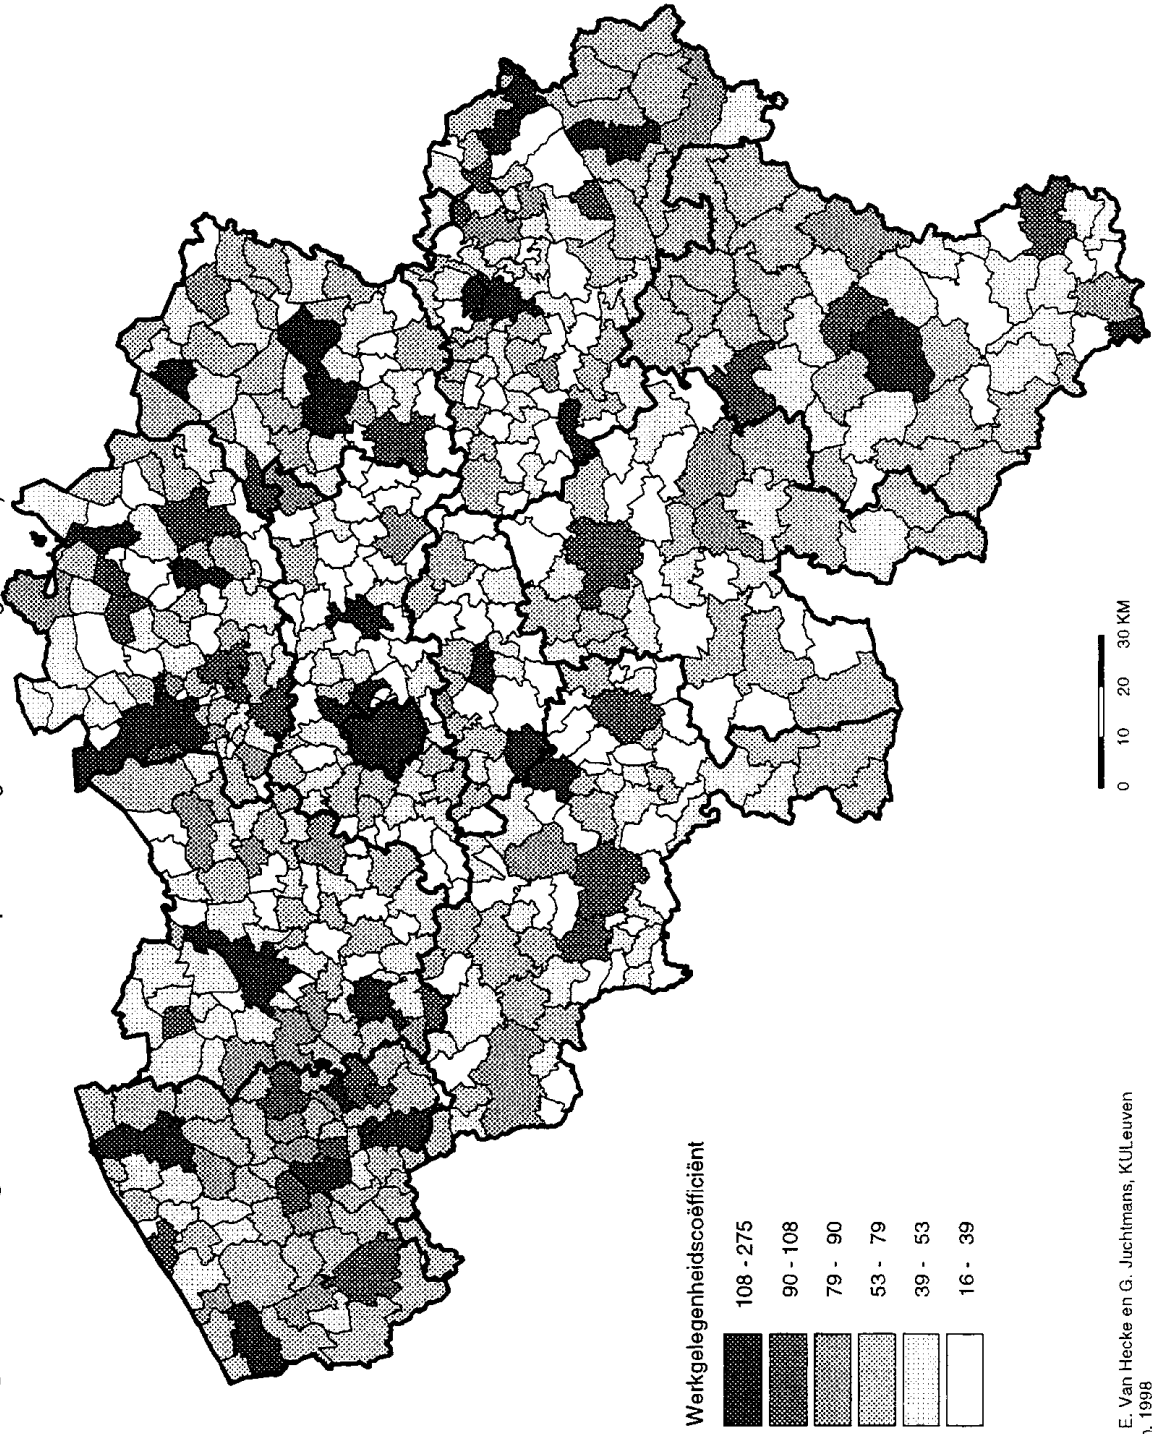 Werkgelegenheidscoëfficiënt
108 - 275
90 - 108
79 - 90
53 - 79
39 - 53
16 - 39
0 10 20 30 KM
E. Van Hecke en G. Juchtmans, KULeuven
1998